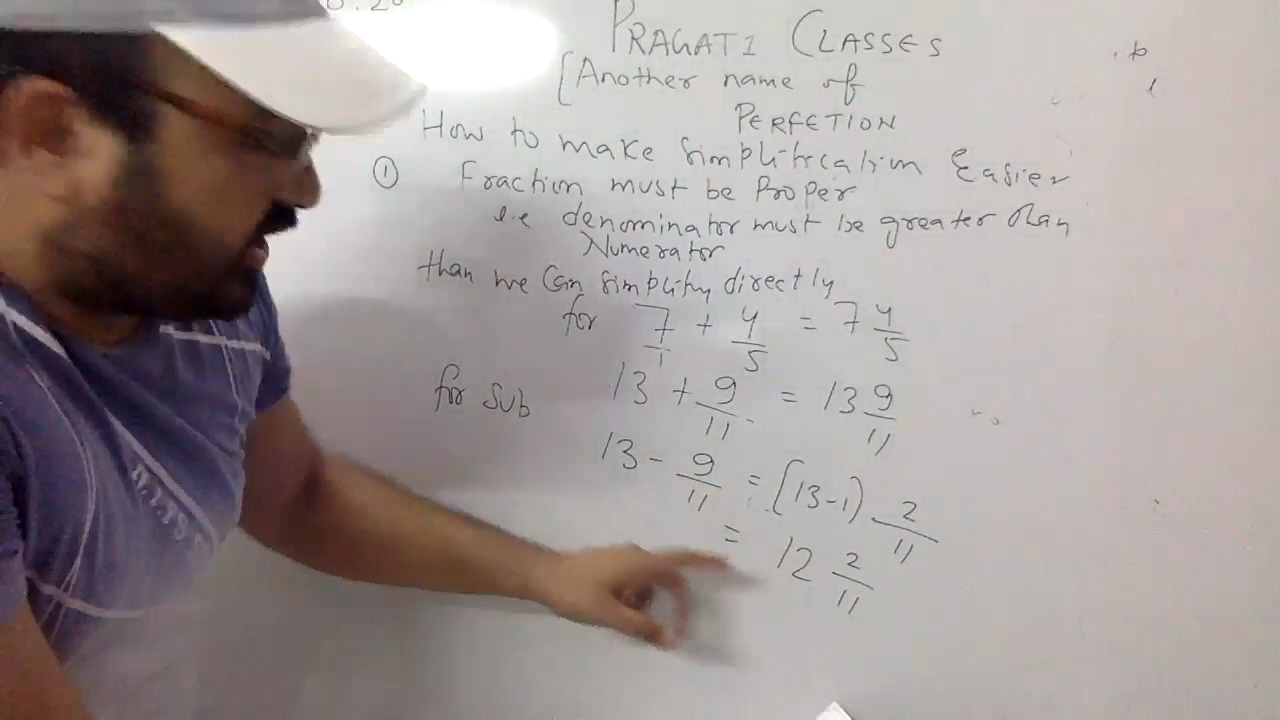 PRAGATI CLASSES
[Another name of
PERFETION
How to make Simplification Easier
① Fraction must be Proper
i.e denominator must be greater than
Numerator
than we Can Simplify directly
for 7/1 + 4/5 = 7 4/5
for Sub 13 + 9/11 = 13 9/11
13 - 9/11 = [13-1) 2/11
= 12 2/11